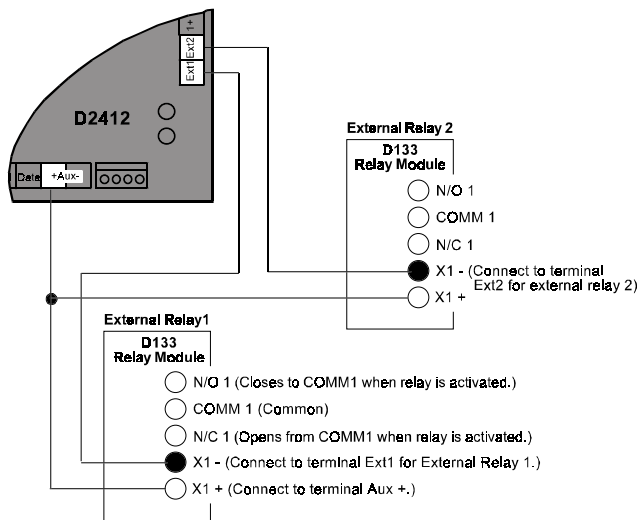 1+
Ext2
Ext1
D2412
Data
+Aux-
External Relay 2
D133
Relay Module
N/O 1
COMM 1
N/C 1
X1 - (Connect to terminal
Ext2 for external relay 2)
X1 +
External Relay1
D133
Relay Module
N/O 1 (Closes to COMM1 when relay is activated.)
COMM 1 (Common)
N/C 1 (Opens from COMM1 when relay is activated.)
X1 - (Connect to terminal Ext1 for External Relay 1.)
X1 + (Connect to terminal Aux +.)